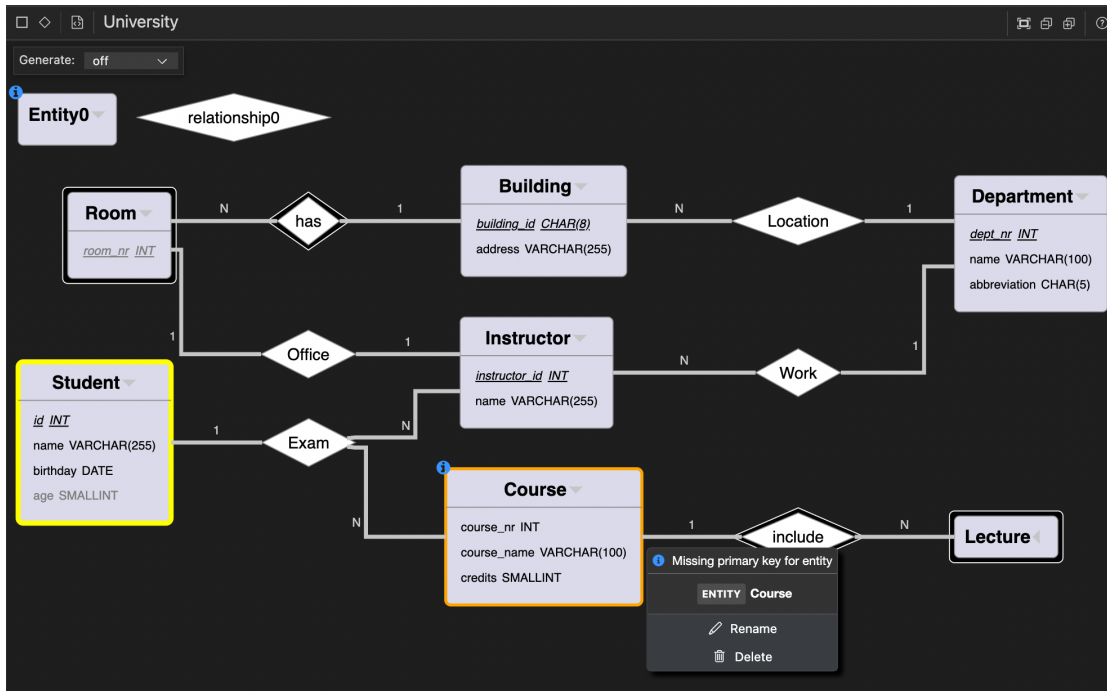 University
Generate: off
Entity0
relationship0
Building
Department
Room
N
has
1
building_id CHAR(8)
N
Location
1
dept_nr INT
room_nr INT
address VARCHAR(255)
name VARCHAR(100)
abbreviation CHAR(5)
Instructor
1
Office
1
N
Work
1
Student
instructor_id INT
name VARCHAR(255)
id INT
name VARCHAR(255)
1
Exam
N
birthday DATE
age SMALLINT
Course
N
course_nr INT
1
include
N
Lecture
course_name VARCHAR(100)
credits SMALLINT
Missing primary key for entity
ENTITY Course
Rename
Delete